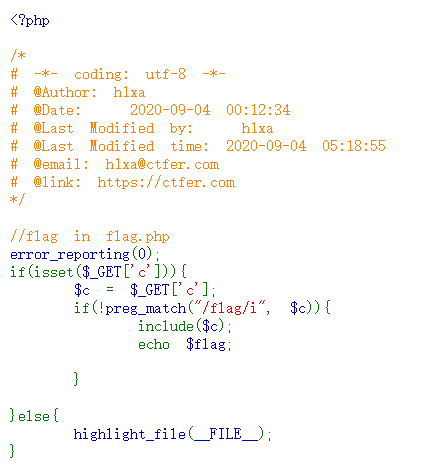 <?php
/*
# -*- coding: utf-8 -*-
# @Author: h1xa
# @Date: 2020-09-04 00:12:34
# @Last Modified by: h1xa
# @Last Modified time: 2020-09-04 05:18:55
# @email: h1xa@ctfer.com
# @link: https://ctfer.com
*/
//flag in flag.php
error_reporting(0);
if(isset($_GET['c'])){
$c = $_GET['c'];
if(!preg_match("/flag/i", $c)){
include($c);
echo $flag;
}
}else{
highlight_file(__FILE__);
}